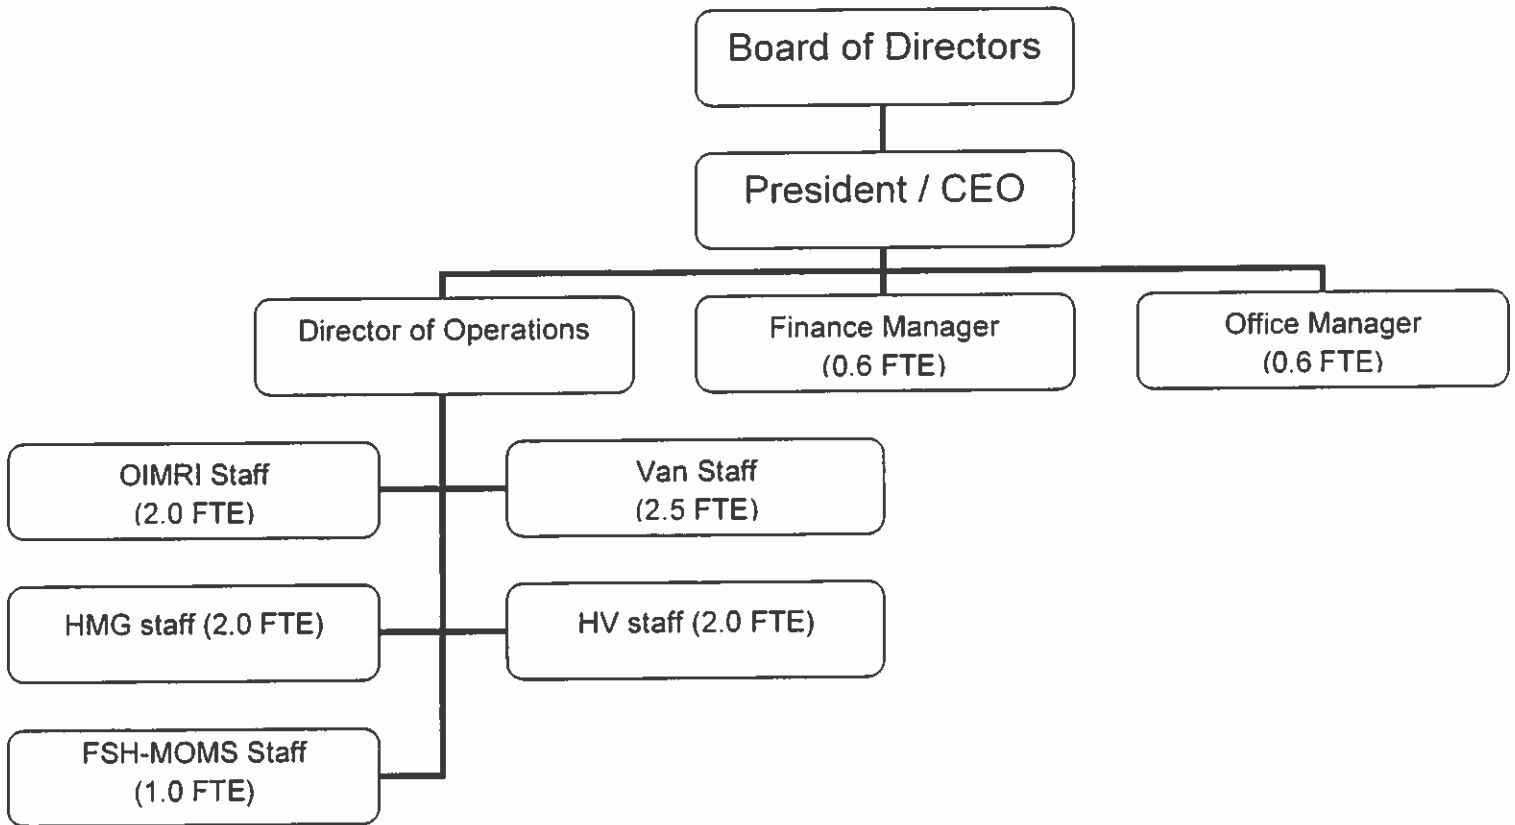 Board of Directors
President / CEO
Director of Operations
Finance Manager
(0.6 FTE)
Office Manager
(0.6 FTE)
OIMRI Staff
(2.0 FTE)
Van Staff
(2.5 FTE)
HMG staff (2.0 FTE)
HV staff (2.0 FTE)
FSH-MOMS Staff
(1.0 FTE)